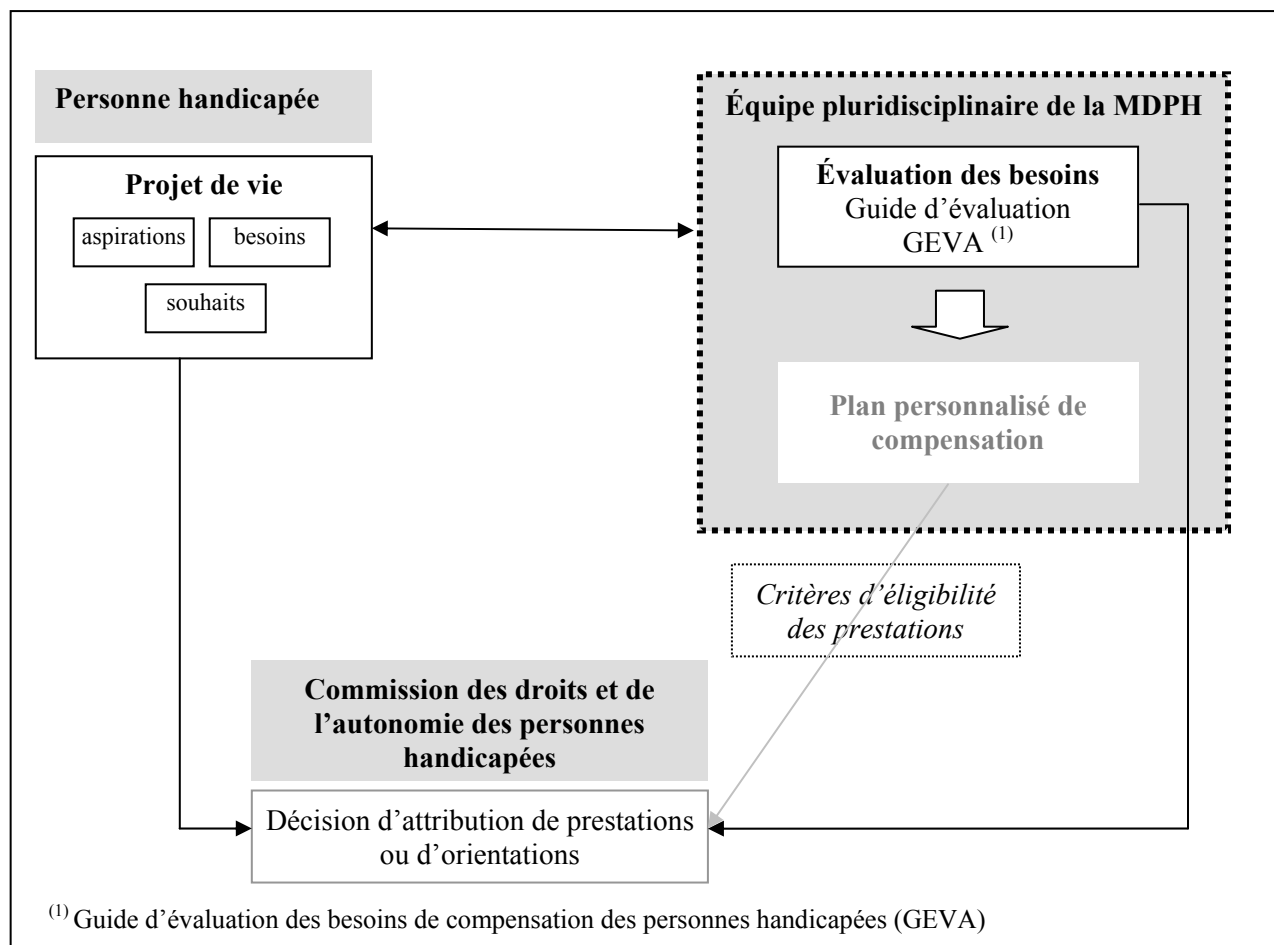 Personne handicapée
Projet de vie
aspirations
besoins
souhaits
Équipe pluridisciplinaire de la MDPH
Évaluation des besoins
Guide d’évaluation
GEVA (1)
Plan personnalisé de
compensation
Critères d’éligibilité
des prestations
Commission des droits et de
l’autonomie des personnes
handicapées
Décision d’attribution de prestations
ou d’orientations
(1) Guide d’évaluation des besoins de compensation des personnes handicapées (GEVA)